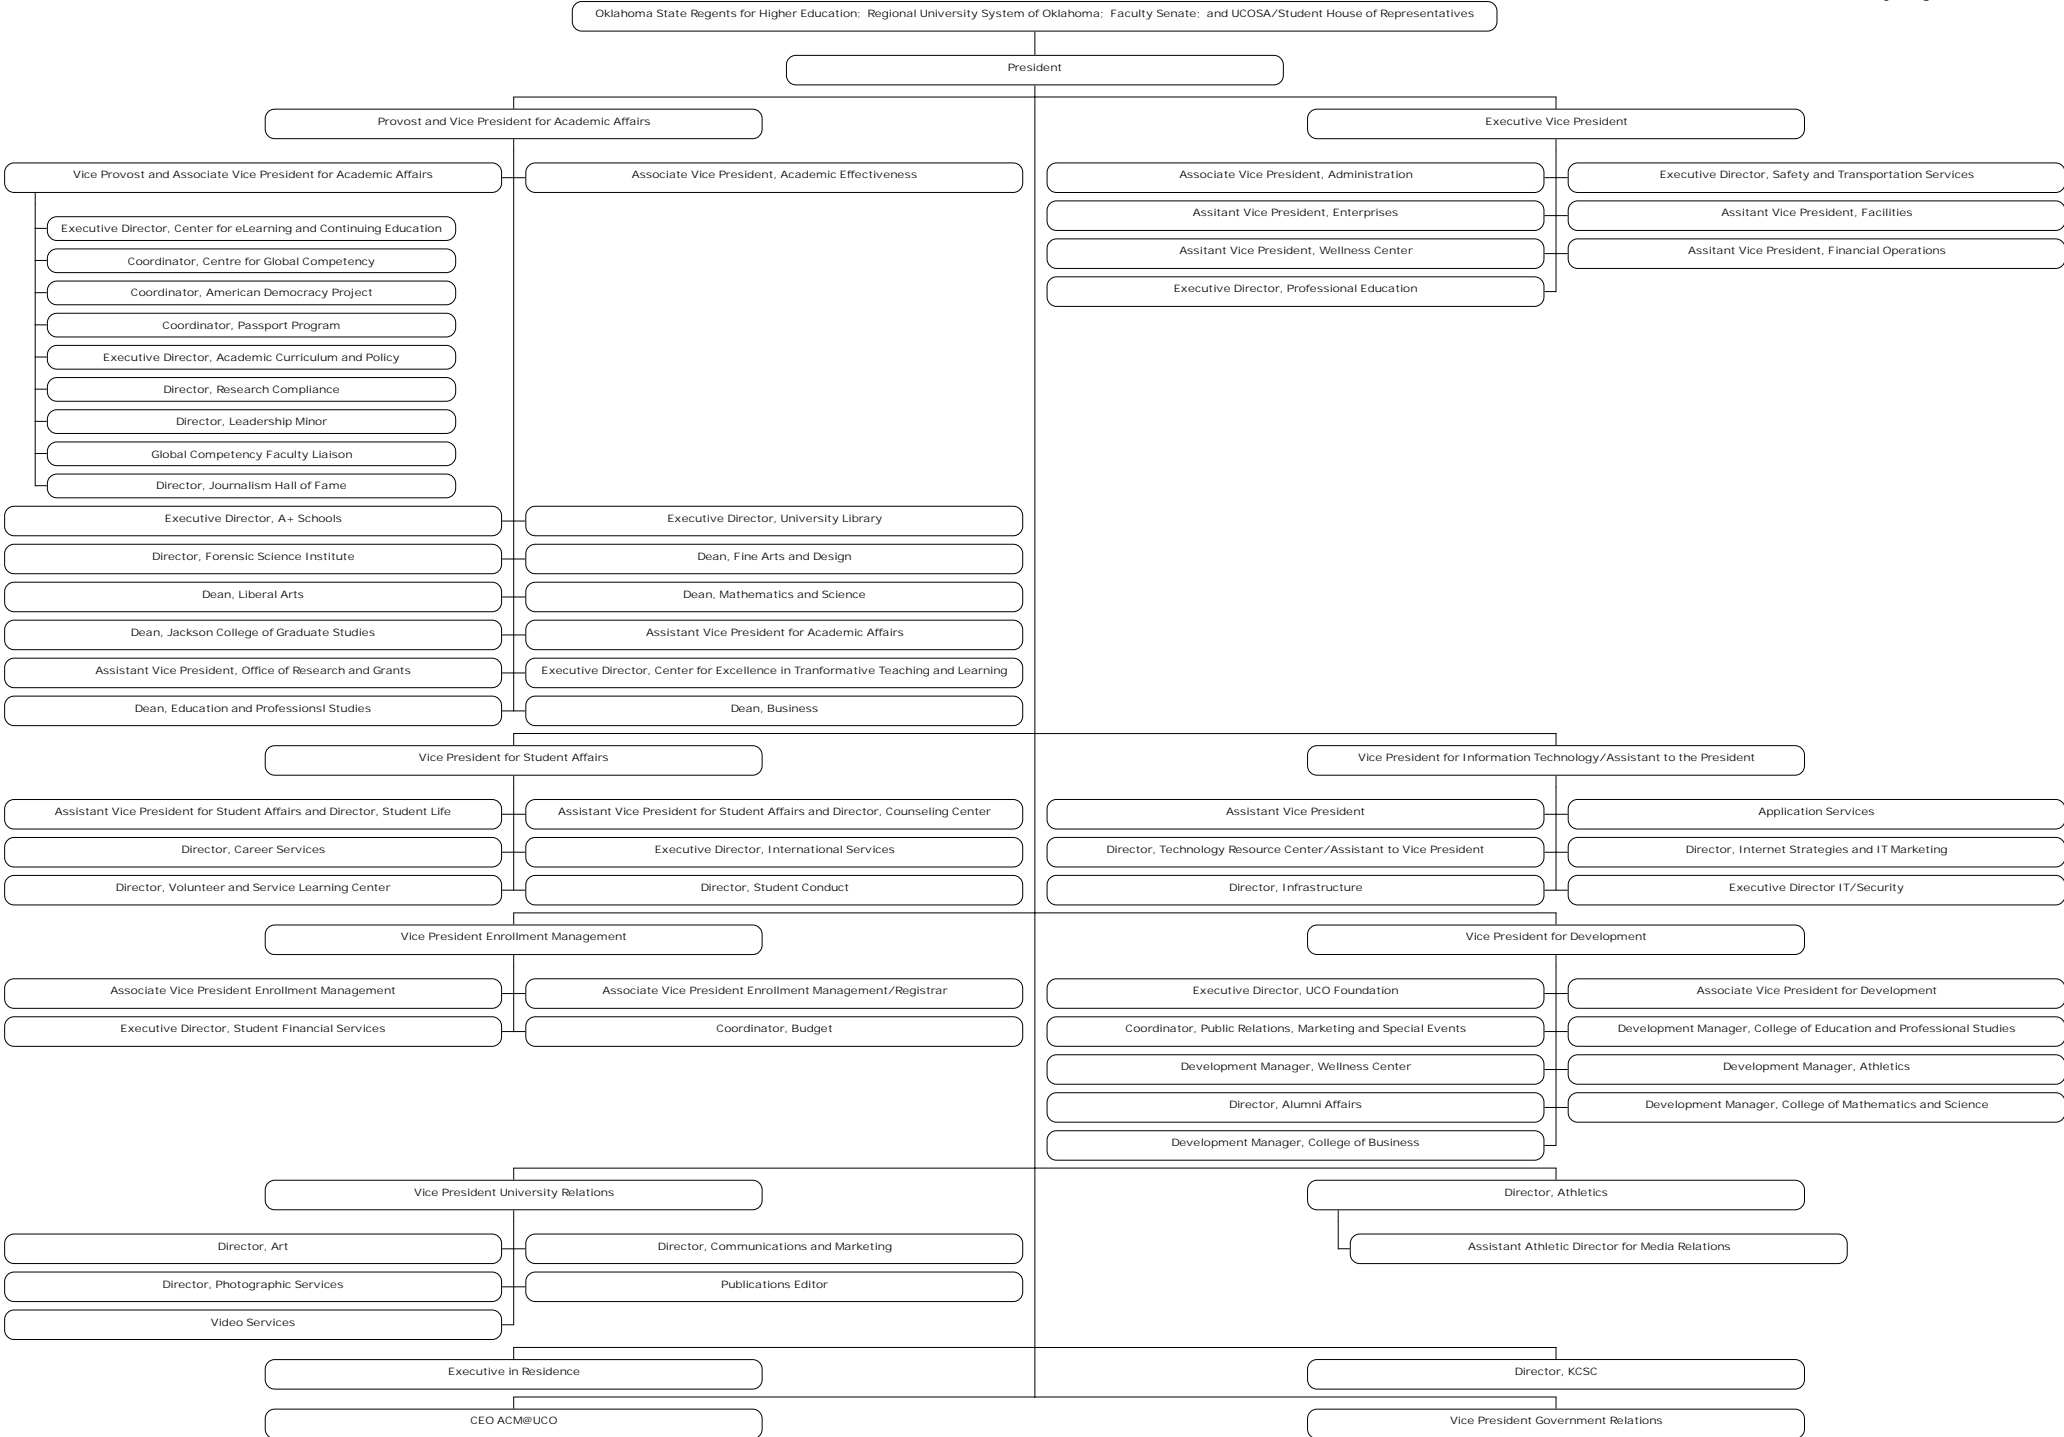 Oklahoma State Regents for Higher Education; Regional University System of Oklahoma; Faculty Senate; and UCOSA/Student House of Representatives
President
Provost and Vice President for Academic Affairs
Executive Vice President
Vice Provost and Associate Vice President for Academic Affairs
Associate Vice President, Academic Effectiveness
Associate Vice President, Administration
Executive Director, Safety and Transportation Services
Assitant Vice President, Enterprises
Assitant Vice President, Facilities
Assitant Vice President, Wellness Center
Assitant Vice President, Financial Operations
Executive Director, Professional Education
Executive Director, Center for eLearning and Continuing Education
Coordinator, Centre for Global Competency
Coordinator, American Democracy Project
Coordinator, Passport Program
Executive Director, Academic Curriculum and Policy
Director, Research Compliance
Director, Leadership Minor
Global Competency Faculty Liaison
Director, Journalism Hall of Fame
Executive Director, A+ Schools
Executive Director, University Library
Director, Forensic Science Institute
Dean, Fine Arts and Design
Dean, Liberal Arts
Dean, Mathematics and Science
Dean, Jackson College of Graduate Studies
Assistant Vice President for Academic Affairs
Assistant Vice President, Office of Research and Grants
Executive Director, Center for Excellence in Tranformative Teaching and Learning
Dean, Education and Professionsl Studies
Dean, Business
Vice President for Student Affairs
Vice President for Information Technology/Assistant to the President
Assistant Vice President for Student Affairs and Director, Student Life
Assistant Vice President for Student Affairs and Director, Counseling Center
Assistant Vice President
Application Services
Director, Career Services
Executive Director, International Services
Director, Technology Resource Center/Assistant to Vice President
Director, Internet Strategies and IT Marketing
Director, Volunteer and Service Learning Center
Director, Student Conduct
Director, Infrastructure
Executive Director IT/Security
Vice President Enrollment Management
Vice President for Development
Associate Vice President Enrollment Management
Associate Vice President Enrollment Management/Registrar
Executive Director, UCO Foundation
Associate Vice President for Development
Executive Director, Student Financial Services
Coordinator, Budget
Coordinator, Public Relations, Marketing and Special Events
Development Manager, College of Education and Professional Studies
Development Manager, Wellness Center
Development Manager, Athletics
Director, Alumni Affairs
Development Manager, College of Mathematics and Science
Development Manager, College of Business
Vice President University Relations
Director, Athletics
Director, Art
Director, Communications and Marketing
Assistant Athletic Director for Media Relations
Director, Photographic Services
Publications Editor
Video Services
Executive in Residence
Director, KCSC
CEO ACM@UCO
Vice President Government Relations